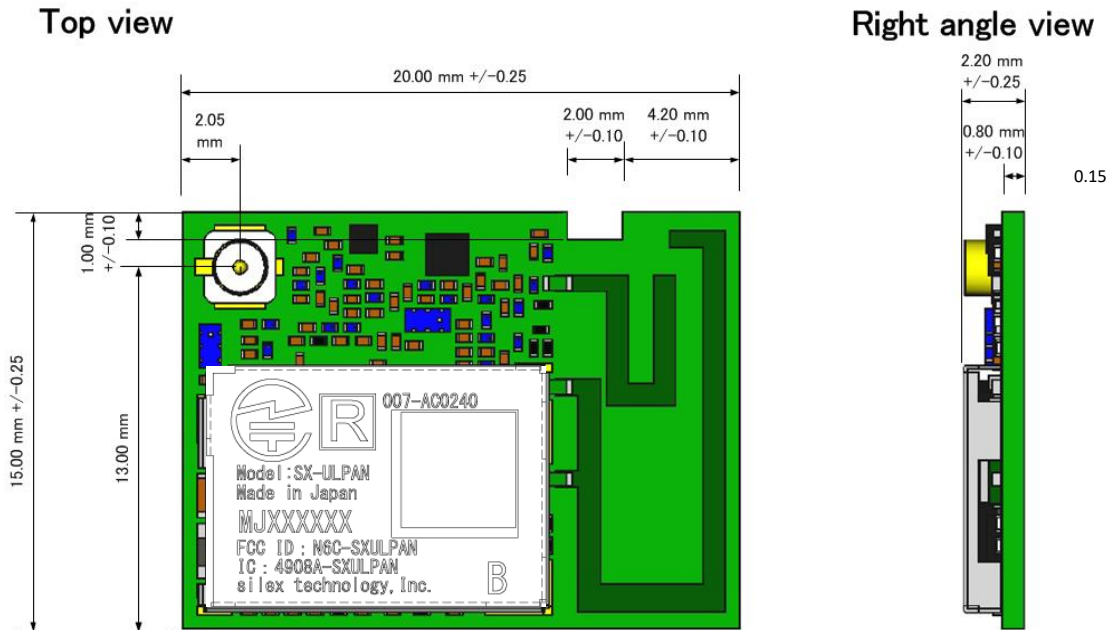 Top view
Right angle view
20.00 mm +/-0.25
2.05
mm
2.00 mm
+/-0.10
4.20 mm
+/-0.10
2.20 mm
+/-0.25
0.80 mm
+/-0.10
0.15
1.00 mm
+/-0.10
15.00 mm +/-0.25
13.00 mm
R
007-AC0240
Model:SX-ULPAN
Made in Japan
MJXXXXXX
FCC ID : N6C-SXULPAN
IC : 4908A-SXULPAN
silex technology, Inc.
B